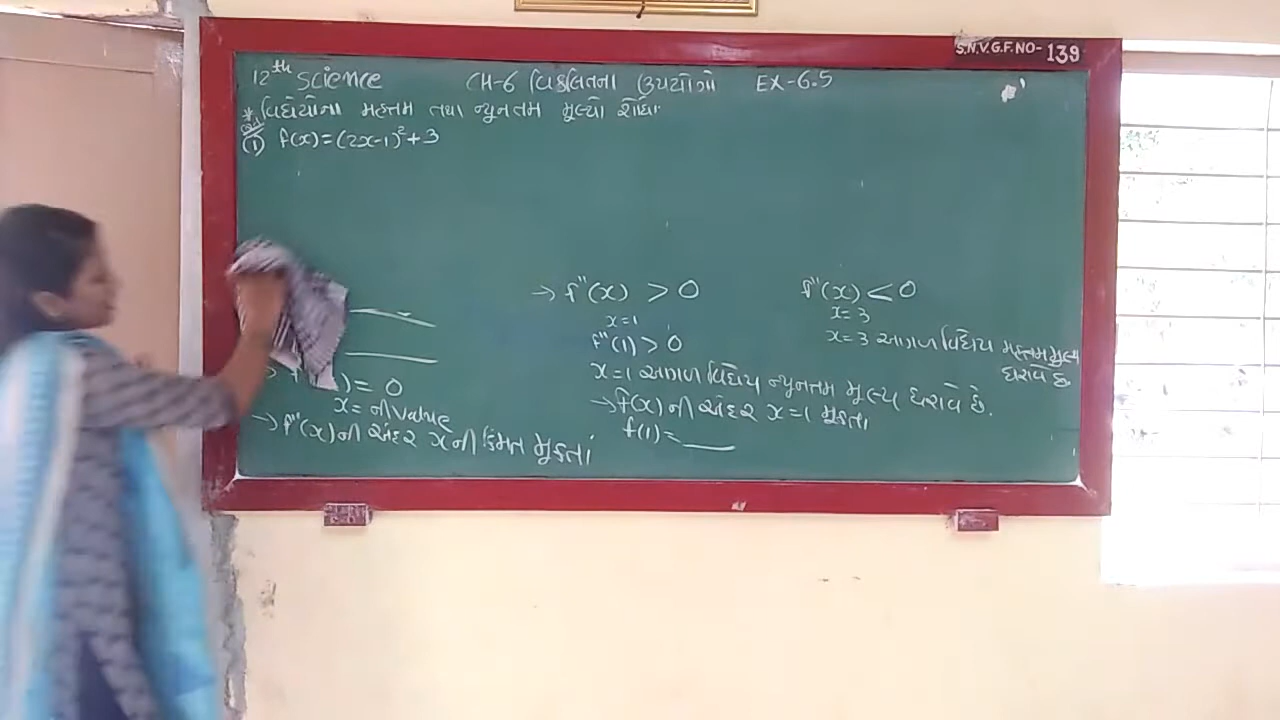 S.N.V.G.F.NO- 139
12th Science CH-6 વિકલિતના ઉપયોગો EX-6.5
* વિધેયોના મહત્તમ તથા ન્યૂનતમ મૂલ્યો શોધો.
(1) f(x)=(2x-1)²+3
) = 0
x= ની value
→ f''(x) ની અંદર x ની કિંમત મૂકતાં
→ f''(x) > 0
x=1
f''(1) > 0
x=1 આગળ વિધેય ન્યૂનતમ મૂલ્ય ધરાવે છે.
→ f(x) ની અંદર x=1 મૂકતાં
f(1)=___
f''(x) < 0
x=3
x=3 આગળ વિધેય મહત્તમ મૂલ્ય
ધરાવે છે.